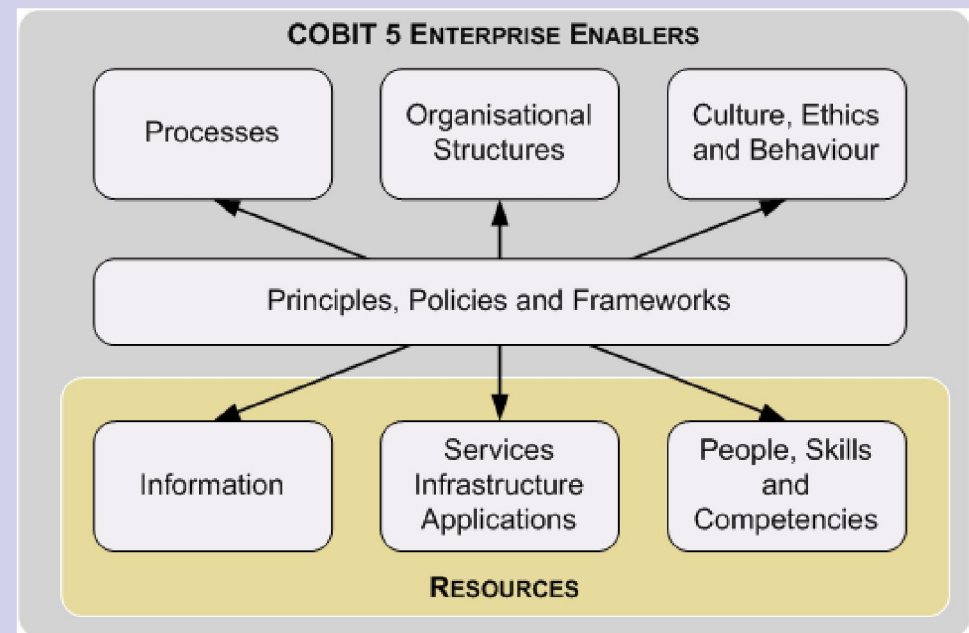 COBIT 5 ENTERPRISE ENABLERS
Processes
Organisational
Structures
Culture, Ethics
and Behaviour
Principles, Policies and Frameworks
Information
Services
Infrastructure
Applications
People, Skills
and
Competencies
RESOURCES